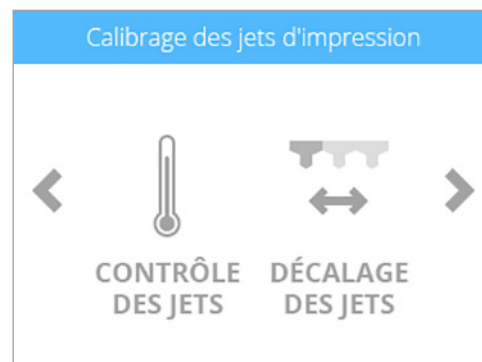 Calibrage des jets d'impression
CONTRÔLE
DES JETS
DÉCALAGE
DES JETS